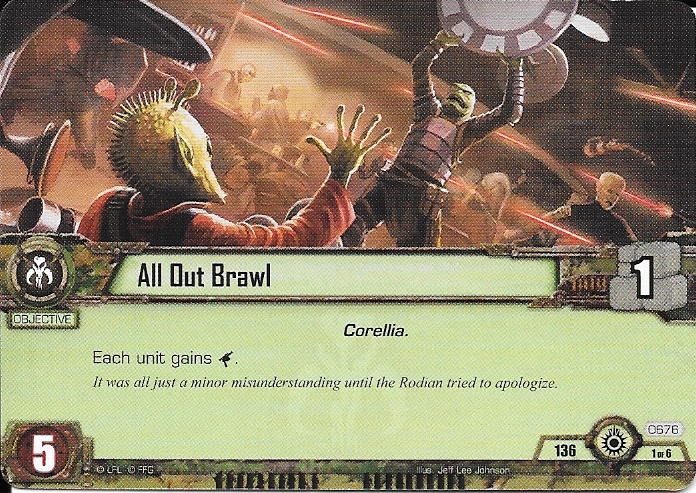 All Out Brawl
1
OBJECTIVE
Corellia.
Each unit gains .
It was all just a minor misunderstanding until the Rodian tried to apologize.
5
© LFL © FFG
Illus. Jeff Lee Johnson
136
0676
1 OF 6